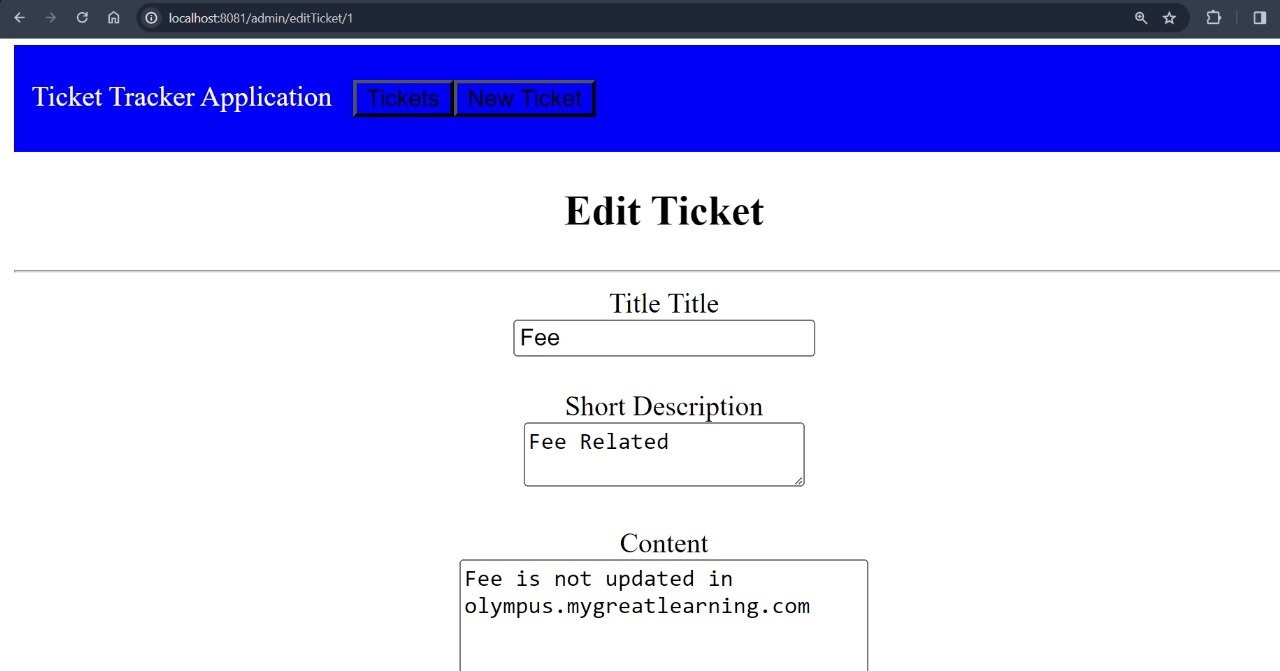 localhost:8081/admin/editTicket/1
Ticket Tracker Application Tickets New Ticket
Edit Ticket
Title Title
Fee
Short Description
Fee Related
Content
Fee is not updated in
olympus.mygreatlearning.com